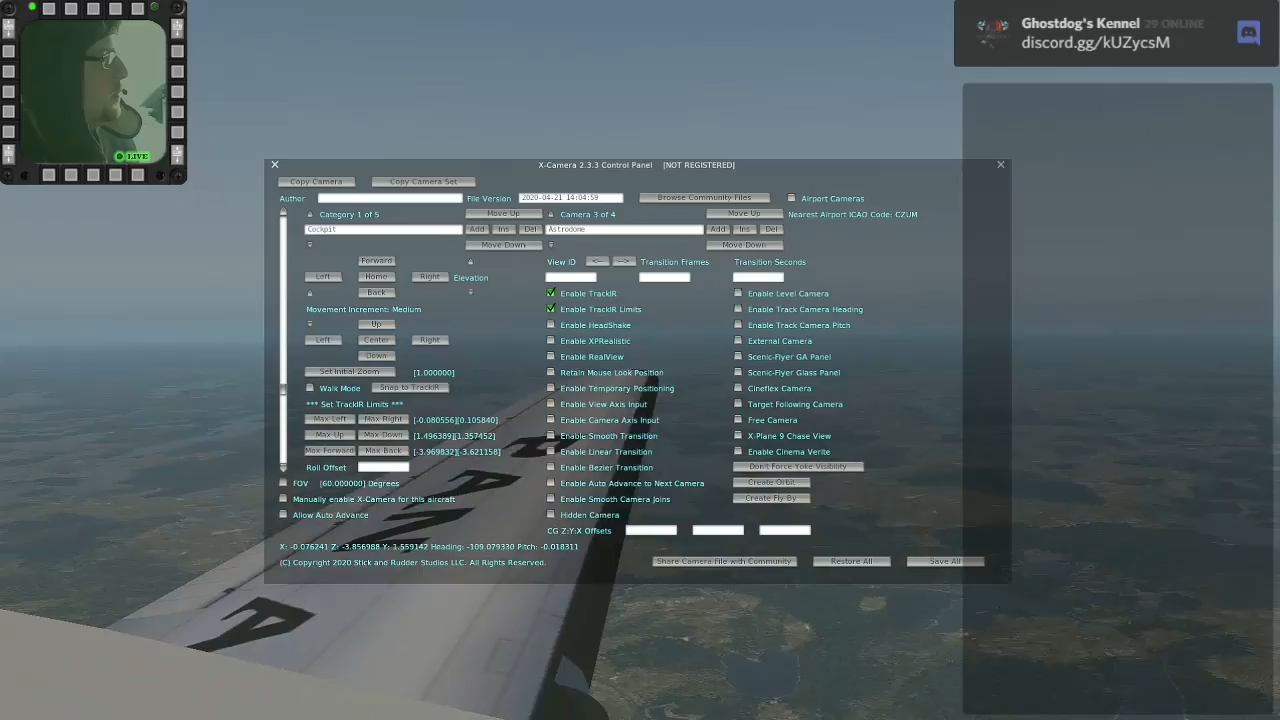 LIVE
Ghostdog's Kennel 29 ONLINE
discord.gg/kUZycsM
X-Camera 2.3.3 Control Panel [NOT REGISTERED]
Copy Camera Copy Camera Set
Author File Version 2020-04-21 14:04:59 Browse Community Files Airport Cameras
Category 1 of 5 Move Up Camera 3 of 4 Move Up Nearest Airport ICAO Code: CZUM
Cockpit Add Ins Del Astrodome Add Ins Del
Move Down Move Down
Forward View ID <-- --> Transition Frames Transition Seconds
Left Home Right Elevation
Back Enable TrackIR Enable Level Camera
Movement Increment: Medium Enable TrackIR Limits Enable Track Camera Heading
Up Enable HeadShake Enable Track Camera Pitch
Left Center Right Enable XPRealistic External Camera
Down Enable RealView Scenic-Flyer GA Panel
Set Initial Zoom [1.000000] Retain Mouse Look Position Scenic-Flyer Glass Panel
Walk Mode Snap to TrackIR Enable Temporary Positioning Cineflex Camera
*** Set TrackIR Limits *** Enable View Axis Input Target Following Camera
Max Left Max Right [-0.080556][0.105840] Enable Camera Axis Input Free Camera
Max Up Max Down [1.496389][1.357452] Enable Smooth Transition X-Plane 9 Chase View
Max Forward Max Back [-3.969832][-3.621158] Enable Linear Transition Enable Cinema Verite
Roll Offset Enable Bezier Transition Don't Force Yoke Visibility
FOV [60.000000] Degrees Enable Auto Advance to Next Camera Create Orbit
Manually enable X-Camera for this aircraft Enable Smooth Camera Joins Create Fly By
Allow Auto Advance Hidden Camera
CG Z:Y:X Offsets
X: -0.076241 Z: -3.856988 Y: 1.559142 Heading: -109.079330 Pitch: -0.018311
(C) Copyright 2020 Stick and Rudder Studios LLC. All Rights Reserved. Share Camera File with Community Restore All Save All